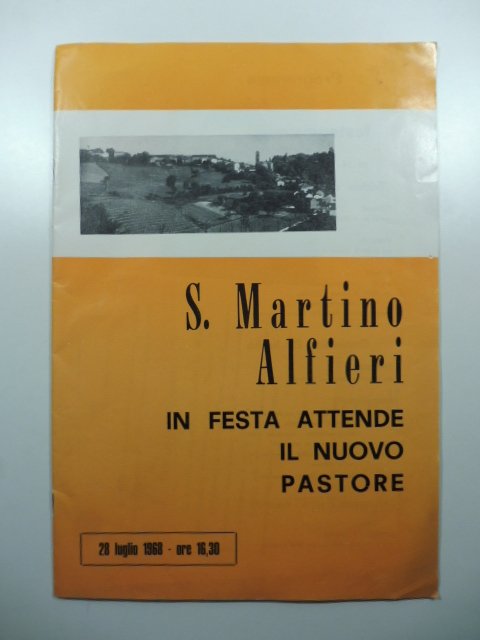 S. Martino
Alfieri
IN FESTA ATTENDE
IL NUOVO
PASTORE
28 luglio 1968 - ore 16,30